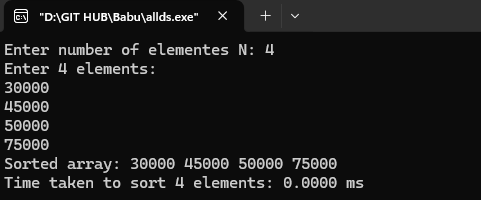 "D:\GIT HUB\Babu\allds.exe"
Enter number of elementes N: 4
Enter 4 elements:
30000
45000
50000
75000
Sorted array: 30000 45000 50000 75000
Time taken to sort 4 elements: 0.0000 ms